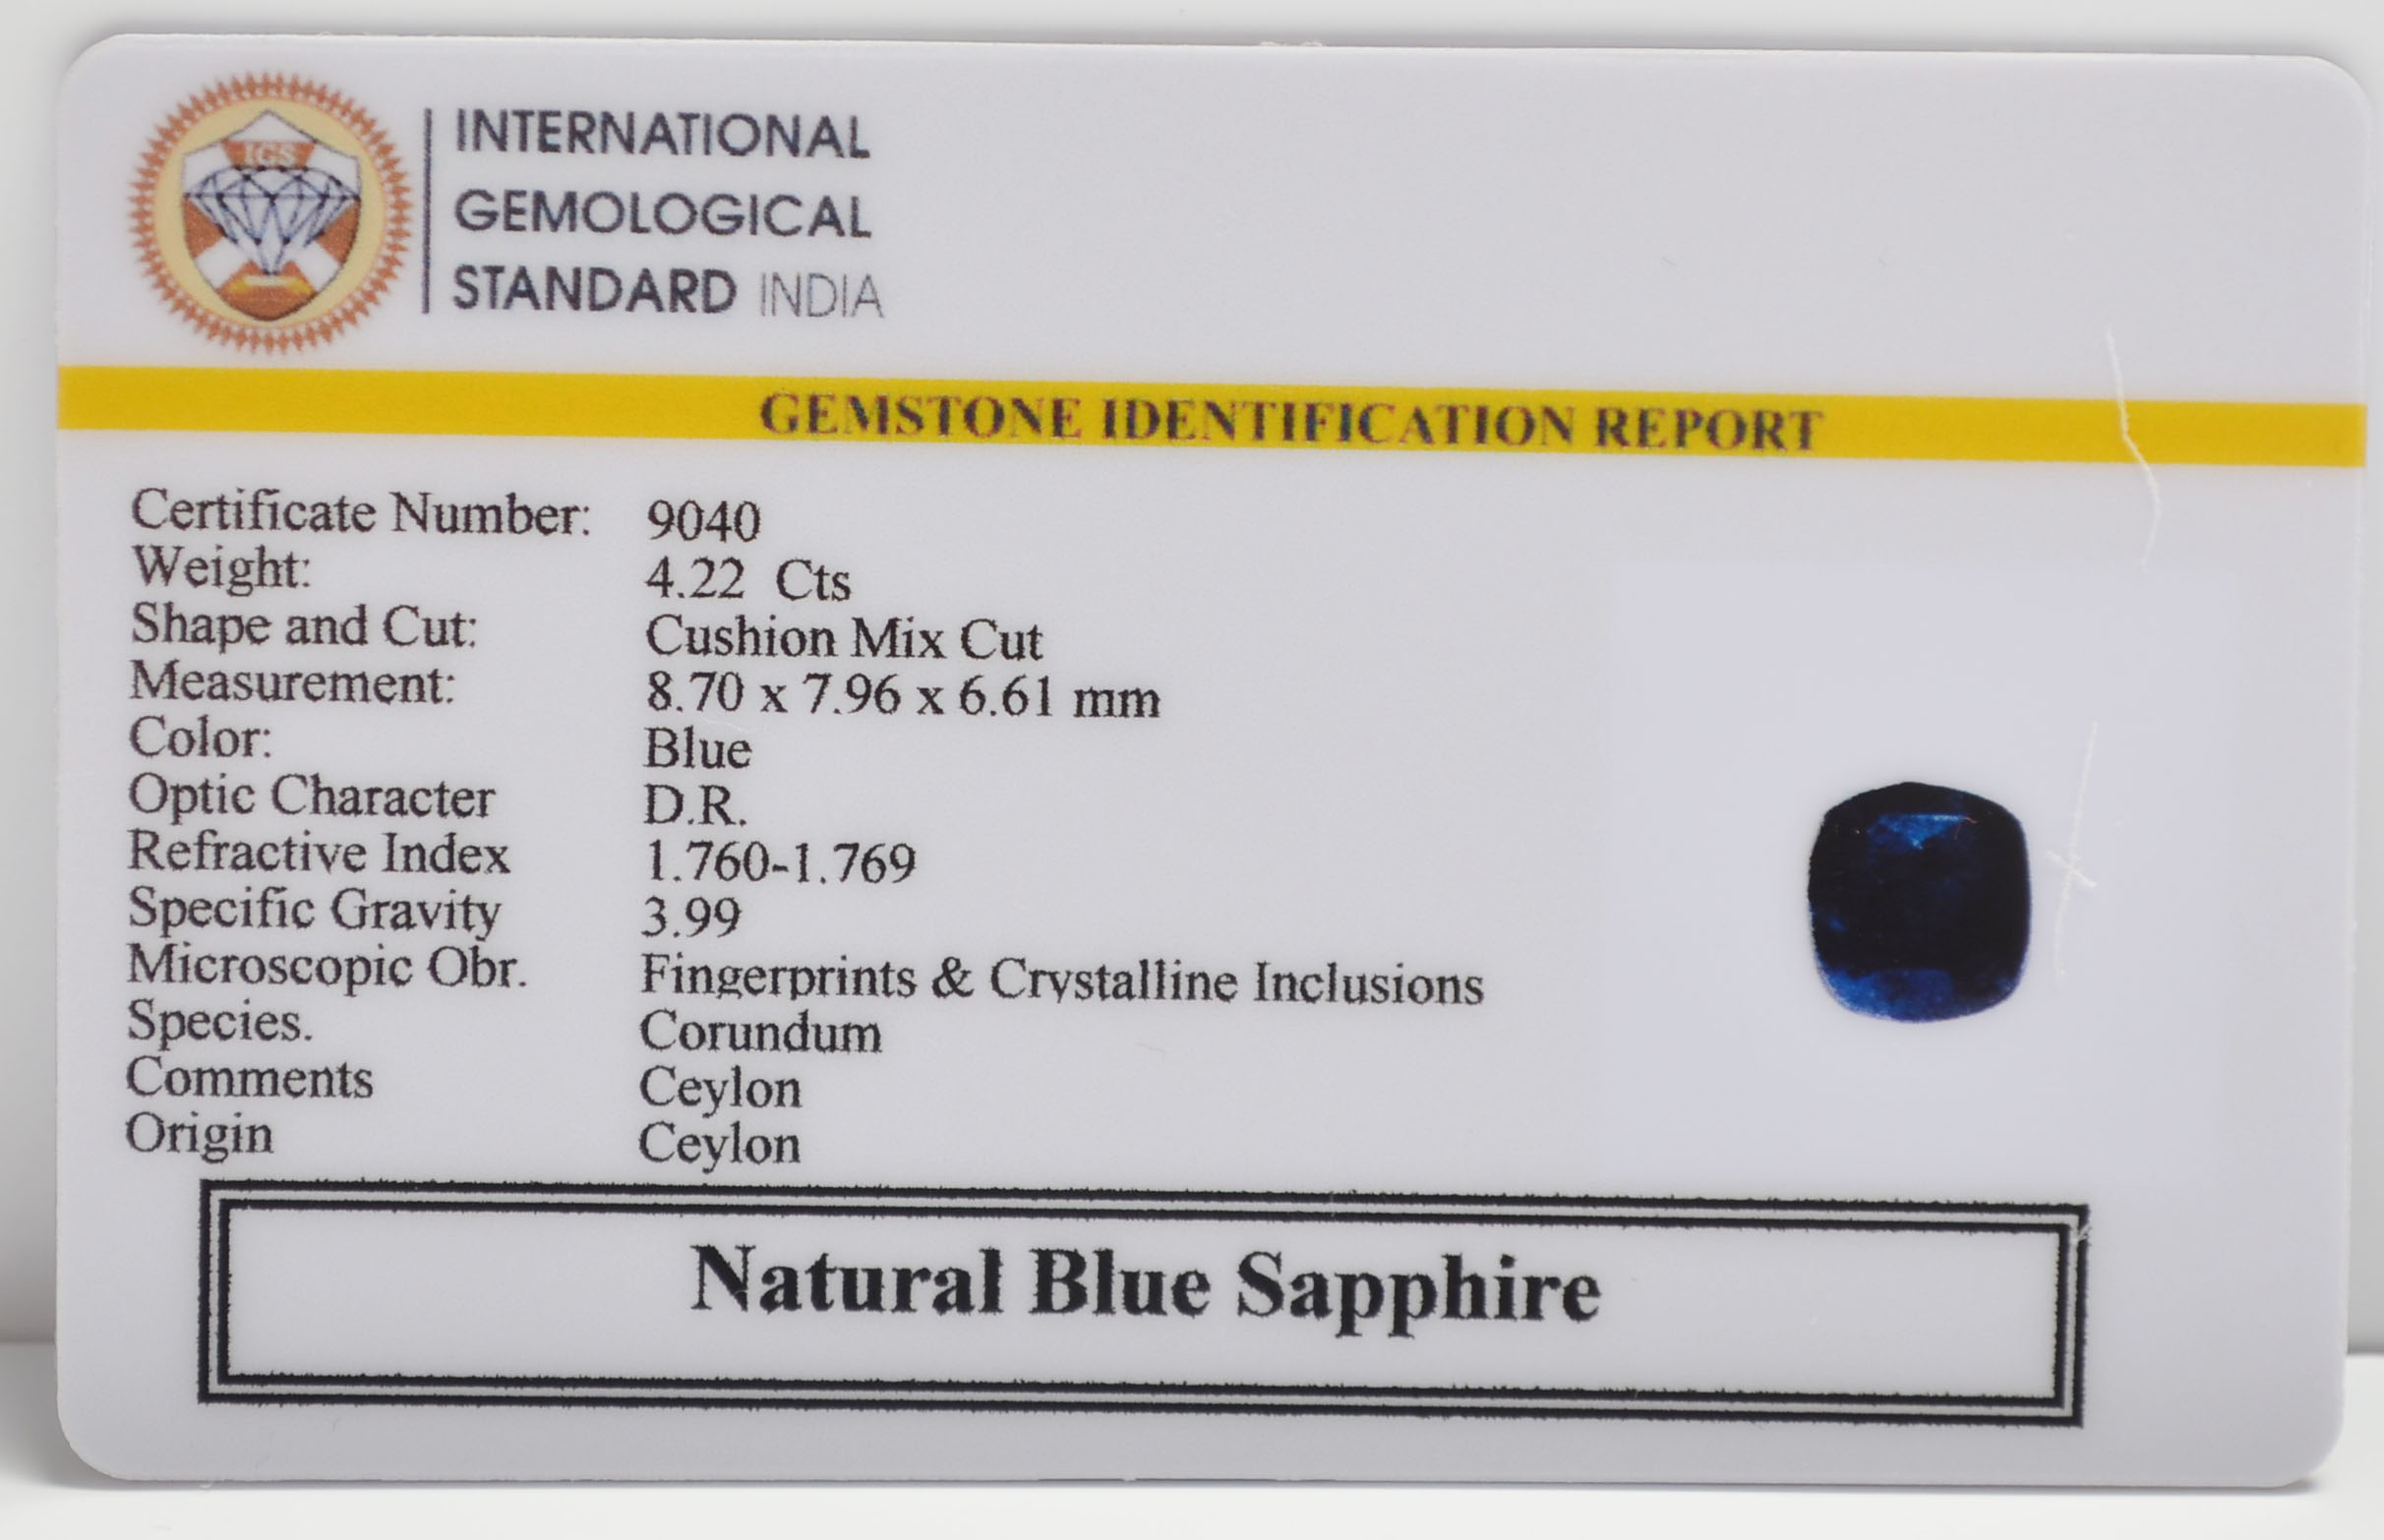 IGS
INTERNATIONAL
GEMOLOGICAL
STANDARD INDIA
GEMSTONE IDENTIFICATION REPORT
Certificate Number: 9040
Weight: 4.22 Cts
Shape and Cut: Cushion Mix Cut
Measurement: 8.70 x 7.96 x 6.61 mm
Color: Blue
Optic Character D.R.
Refractive Index 1.760-1.769
Specific Gravity 3.99
Microscopic Obr. Fingerprints & Crystalline Inclusions
Species. Corundum
Comments Ceylon
Origin Ceylon
Natural Blue Sapphire